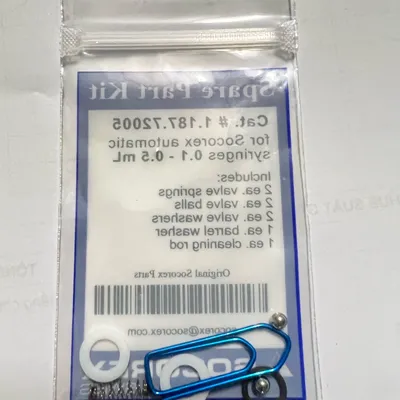 Spare Part Kit
Cat. # 1.187.72005
for Socorex automatic
syringes 0.1 - 0.5 mL
Includes:
2 ea. valve springs
2 ea. valve balls
2 ea. valve washers
1 ea. barrel washer
1 ea. cleaning rod
Original Socorex Parts
socorex@socorex.com